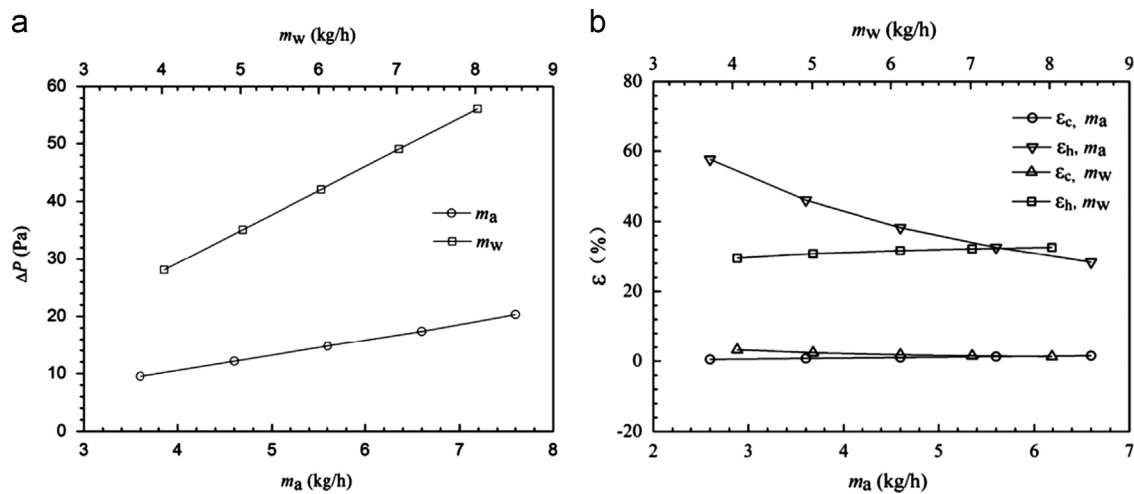 a
m_w (kg/h)
3 4 5 6 7 8 9
60
50
40
30
20
10
0
ΔP (Pa)
m_a
m_w
3 4 5 6 7 8
m_a (kg/h)
b
m_w (kg/h)
3 4 5 6 7 8 9
80
60
40
20
0
-20
ε (%)
ε_c, m_a
ε_h, m_a
ε_c, m_w
ε_h, m_w
2 3 4 5 6 7
m_a (kg/h)